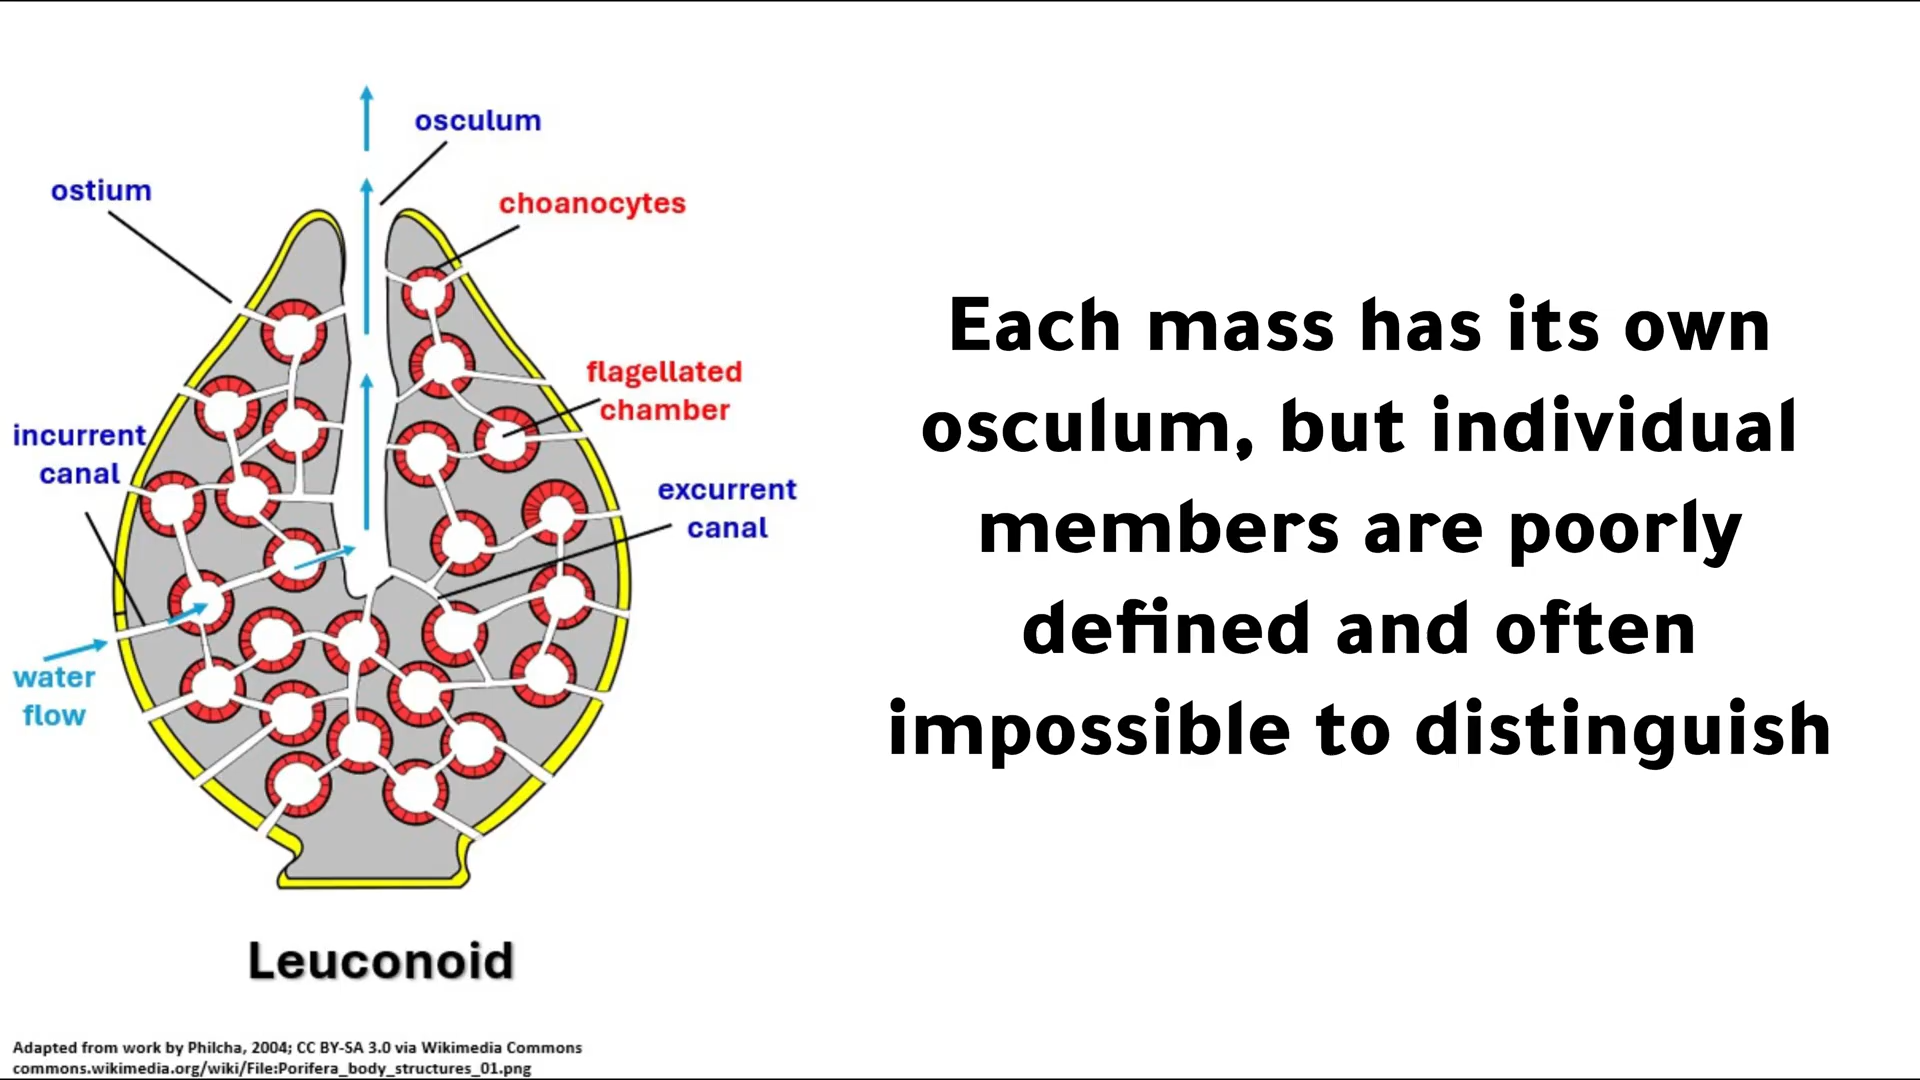 osculum
ostium
choanocytes
flagellated
chamber
incurrent
canal
excurrent
canal
water
flow
Leuconoid
Adapted from work by Philcha, 2004; CC BY-SA 3.0 via Wikimedia Commons
commons.wikimedia.org/wiki/File:Porifera_body_structures_01.png
Each mass has its own
osculum, but individual
members are poorly
defined and often
impossible to distinguish